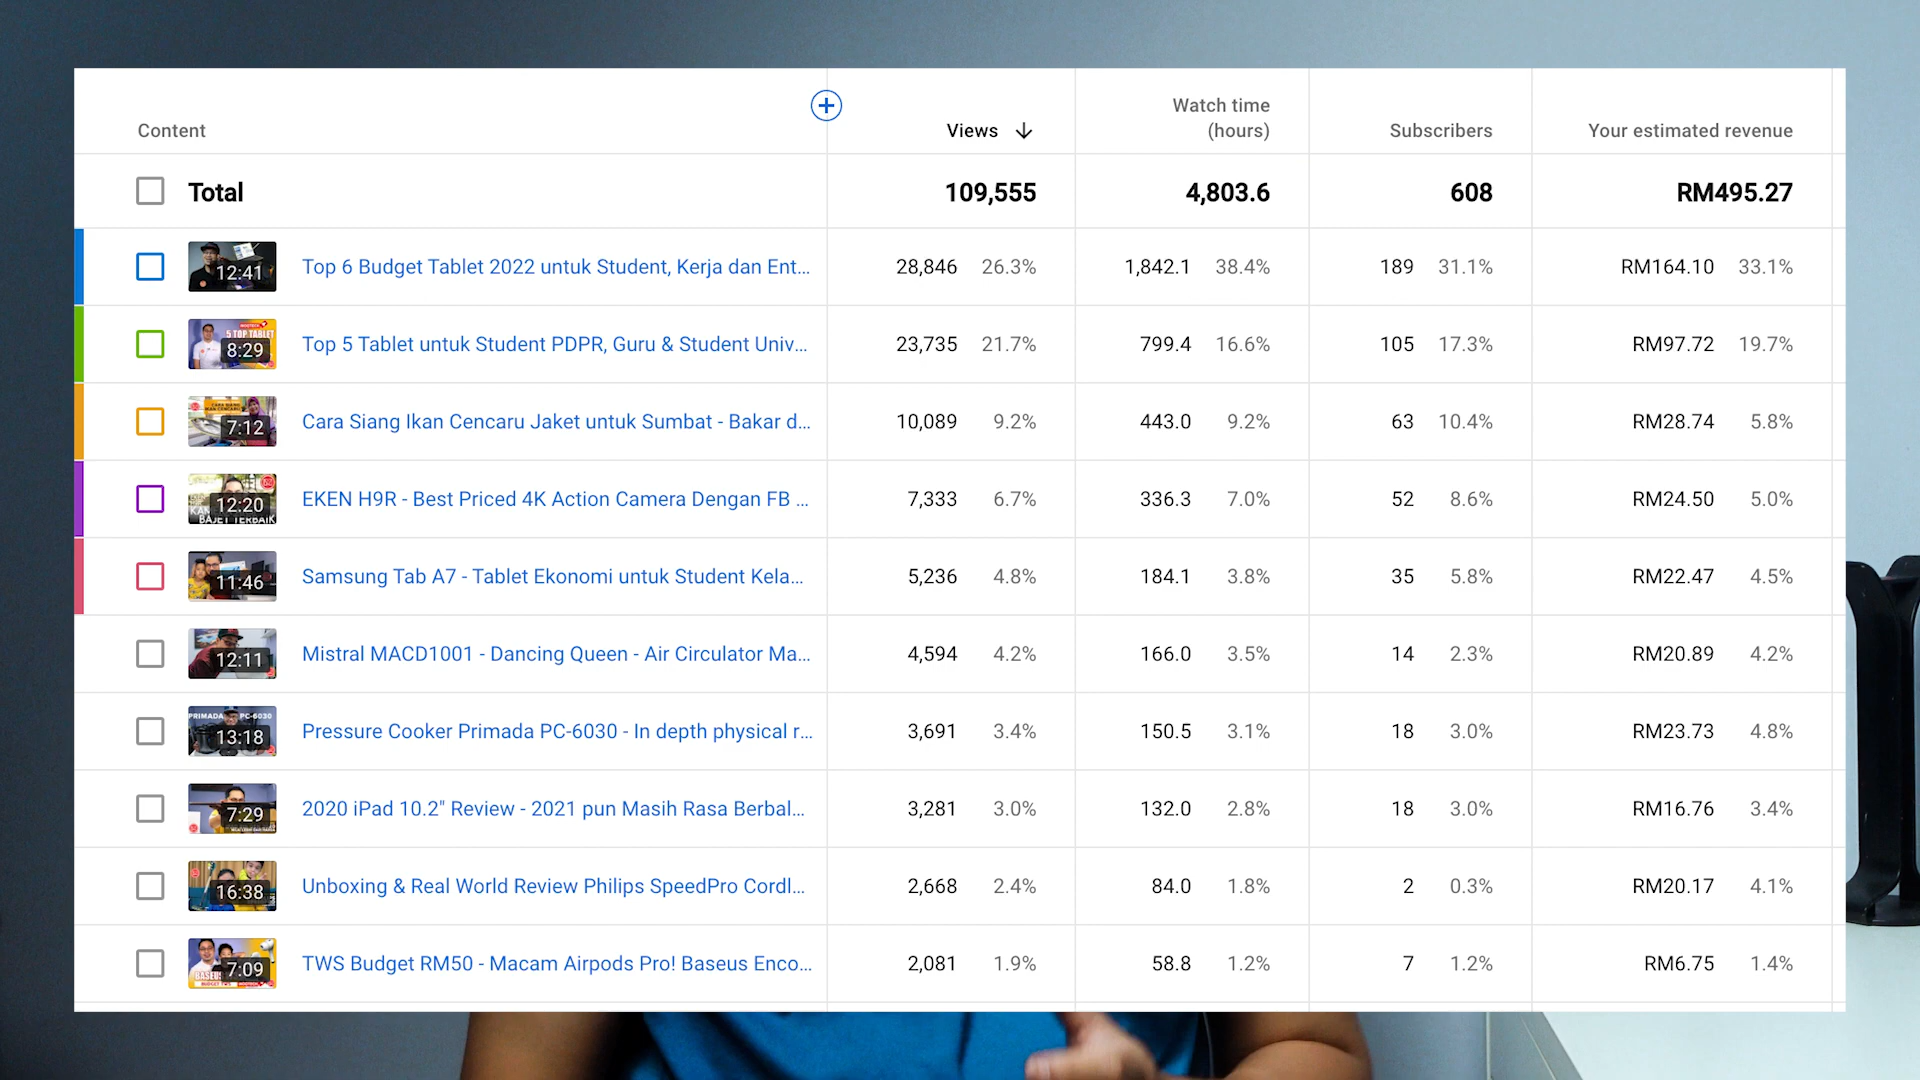 Content
Views
Watch time
(hours)
Subscribers
Your estimated revenue
Total 109,555 4,803.6 608 RM495.27
12:41 Top 6 Budget Tablet 2022 untuk Student, Kerja dan Ent... 28,846 26.3% 1,842.1 38.4% 189 31.1% RM164.10 33.1%
5 TOP TABLET
8:29 Top 5 Tablet untuk Student PDPR, Guru & Student Univ... 23,735 21.7% 799.4 16.6% 105 17.3% RM97.72 19.7%
7:12 Cara Siang Ikan Cencaru Jaket untuk Sumbat - Bakar d... 10,089 9.2% 443.0 9.2% 63 10.4% RM28.74 5.8%
12:20 EKEN H9R - Best Priced 4K Action Camera Dengan FB ... 7,333 6.7% 336.3 7.0% 52 8.6% RM24.50 5.0%
BAJET TERBAIK
11:46 Samsung Tab A7 - Tablet Ekonomi untuk Student Kela... 5,236 4.8% 184.1 3.8% 35 5.8% RM22.47 4.5%
12:11 Mistral MACD1001 - Dancing Queen - Air Circulator Ma... 4,594 4.2% 166.0 3.5% 14 2.3% RM20.89 4.2%
PRIMADA PC-6030
13:18 Pressure Cooker Primada PC-6030 - In depth physical r... 3,691 3.4% 150.5 3.1% 18 3.0% RM23.73 4.8%
7:29 2020 iPad 10.2" Review - 2021 pun Masih Rasa Berbal... 3,281 3.0% 132.0 2.8% 18 3.0% RM16.76 3.4%
16:38 Unboxing & Real World Review Philips SpeedPro Cordl... 2,668 2.4% 84.0 1.8% 2 0.3% RM20.17 4.1%
7:09 TWS Budget RM50 - Macam Airpods Pro! Baseus Enco... 2,081 1.9% 58.8 1.2% 7 1.2% RM6.75 1.4%
BUDGET TWS